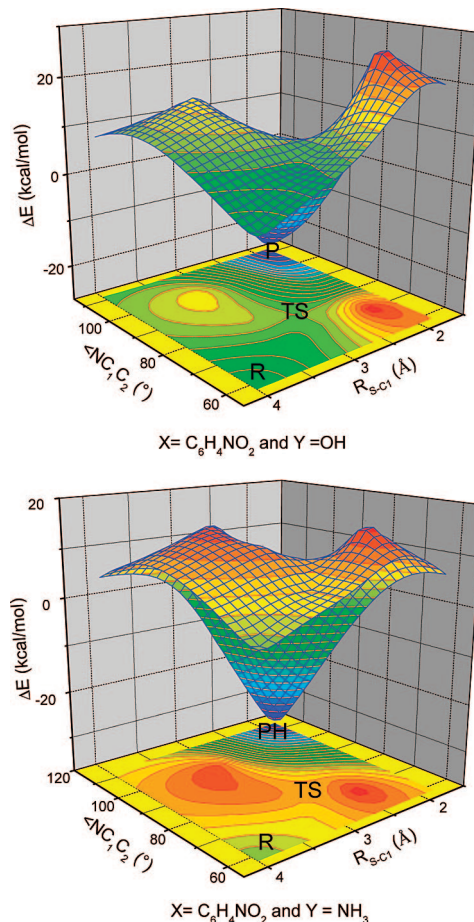 20
0
-20
ΔE (kcal/mol)
P
TS
R
100
80
60
<NC₁C₂ (°)
4
3
2
R_S-C1 (Å)
X= C₆H₄NO₂ and Y =OH
20
0
-20
ΔE (kcal/mol)
PH
TS
R
120
100
80
60
<NC₁C₂ (°)
4
3
2
R_S-C1 (Å)
X= C₆H₄NO₂ and Y = NH₃